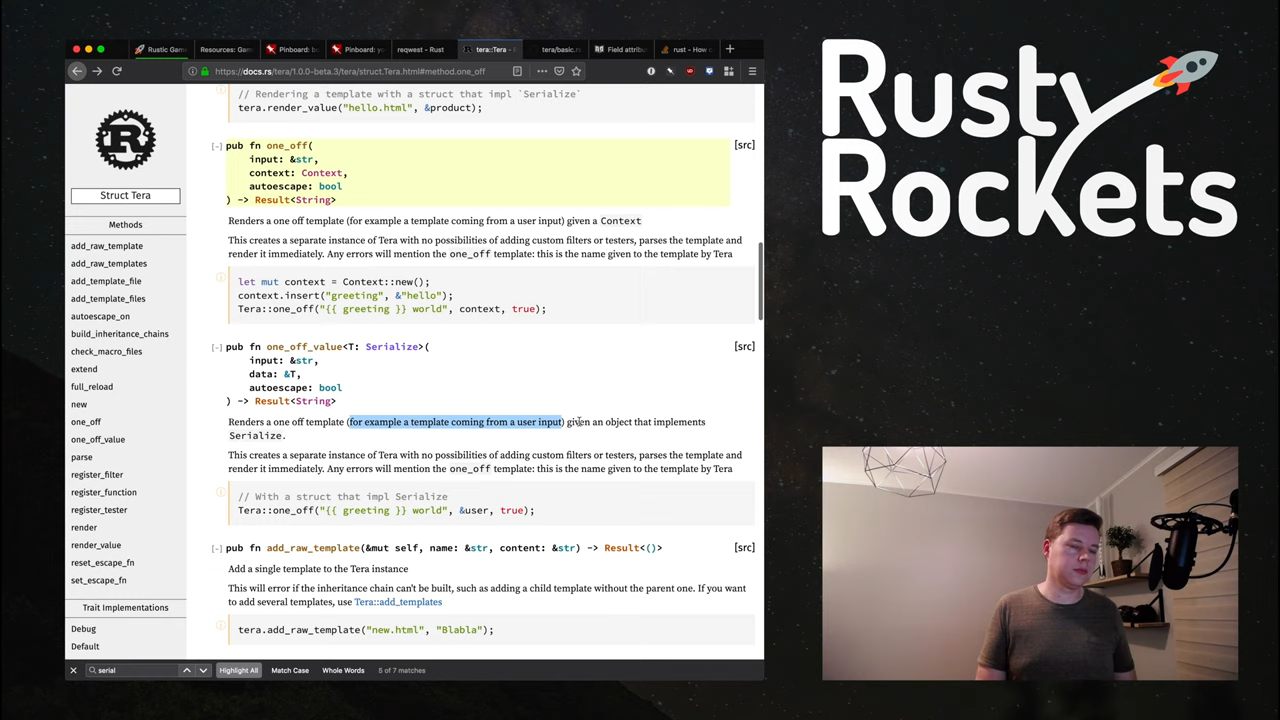 Rustic Gam
Resources: Gam
Pinboard: b
Pinboard: y
reqwest - Rust
tera::Tera - F
tera/basic.rs
Field attribut
rust - How c
https://docs.rs/tera/1.0.0-beta.3/tera/struct.Tera.html#method.one_off
Struct Tera
Methods
add_raw_template
add_raw_templates
add_template_file
add_template_files
autoescape_on
build_inheritance_chains
check_macro_files
extend
full_reload
new
one_off
one_off_value
parse
register_filter
register_function
register_tester
render
render_value
reset_escape_fn
set_escape_fn
Trait Implementations
Debug
Default
// Rendering a template with a struct that impl `Serialize`
tera.render_value("hello.html", &product);
[-] pub fn one_off( [src]
input: &str,
context: Context,
autoescape: bool
) -> Result<String>
Renders a one off template (for example a template coming from a user input) given a Context
This creates a separate instance of Tera with no possibilities of adding custom filters or testers, parses the template and
render it immediately. Any errors will mention the one_off template: this is the name given to the template by Tera
let mut context = Context::new();
context.insert("greeting", &"hello");
Tera::one_off("{{ greeting }} world", context, true);
[-] pub fn one_off_value<T: Serialize>( [src]
input: &str,
data: &T,
autoescape: bool
) -> Result<String>
Renders a one off template (for example a template coming from a user input) given an object that implements
Serialize.
This creates a separate instance of Tera with no possibilities of adding custom filters or testers, parses the template and
render it immediately. Any errors will mention the one_off template: this is the name given to the template by Tera
// With a struct that impl Serialize
Tera::one_off("{{ greeting }} world", &user, true);
[-] pub fn add_raw_template(&mut self, name: &str, content: &str) -> Result<()> [src]
Add a single template to the Tera instance
This will error if the inheritance chain can't be built, such as adding a child template without the parent one. If you want
to add several templates, use Tera::add_templates
tera.add_raw_template("new.html", "Blabla");
serial
Highlight All
Match Case
Whole Words
5 of 7 matches
Rusty
Rockets